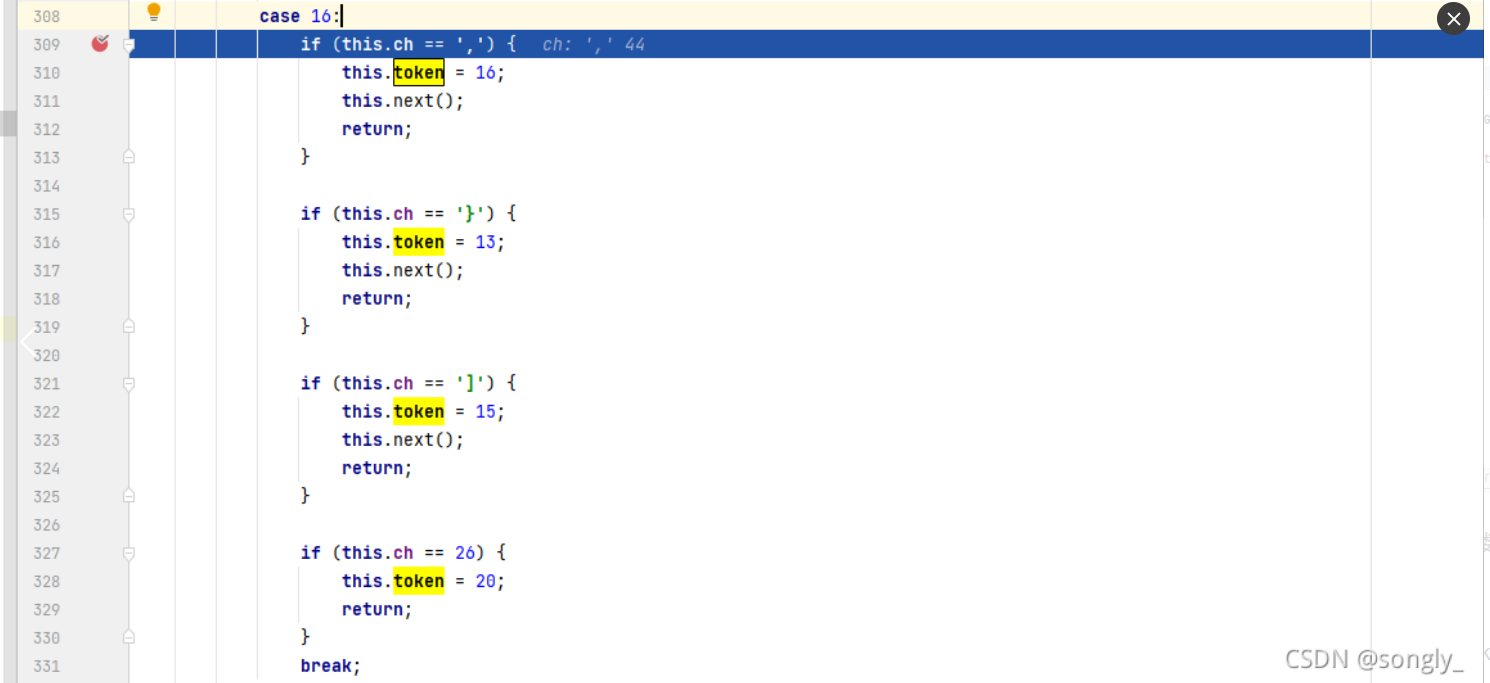 308 case 16:
309 if (this.ch == ',') { ch: ',' 44
310 this.token = 16;
311 this.next();
312 return;
313 }
314
315 if (this.ch == '}') {
316 this.token = 13;
317 this.next();
318 return;
319 }
320
321 if (this.ch == ']') {
322 this.token = 15;
323 this.next();
324 return;
325 }
326
327 if (this.ch == 26) {
328 this.token = 20;
329 return;
330 }
331 break;
CSDN @songly_